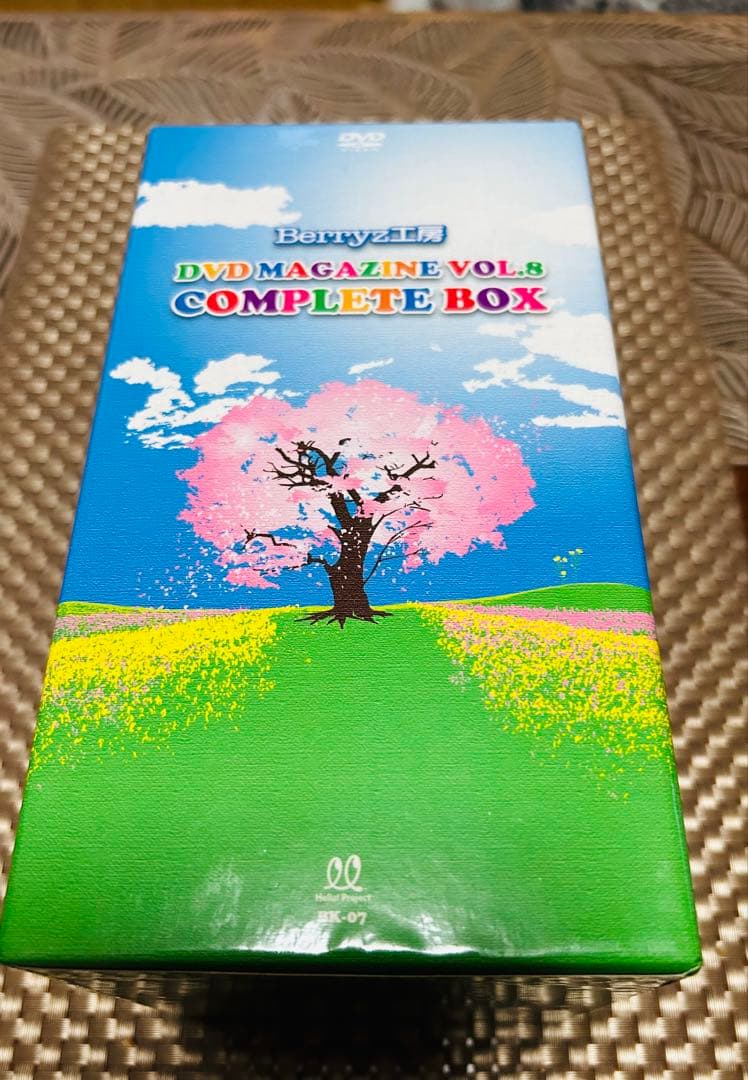 DVD
Berryz工房
DVD MAGAZINE VOL.8
COMPLETE BOX
Hello! Project
BK-07